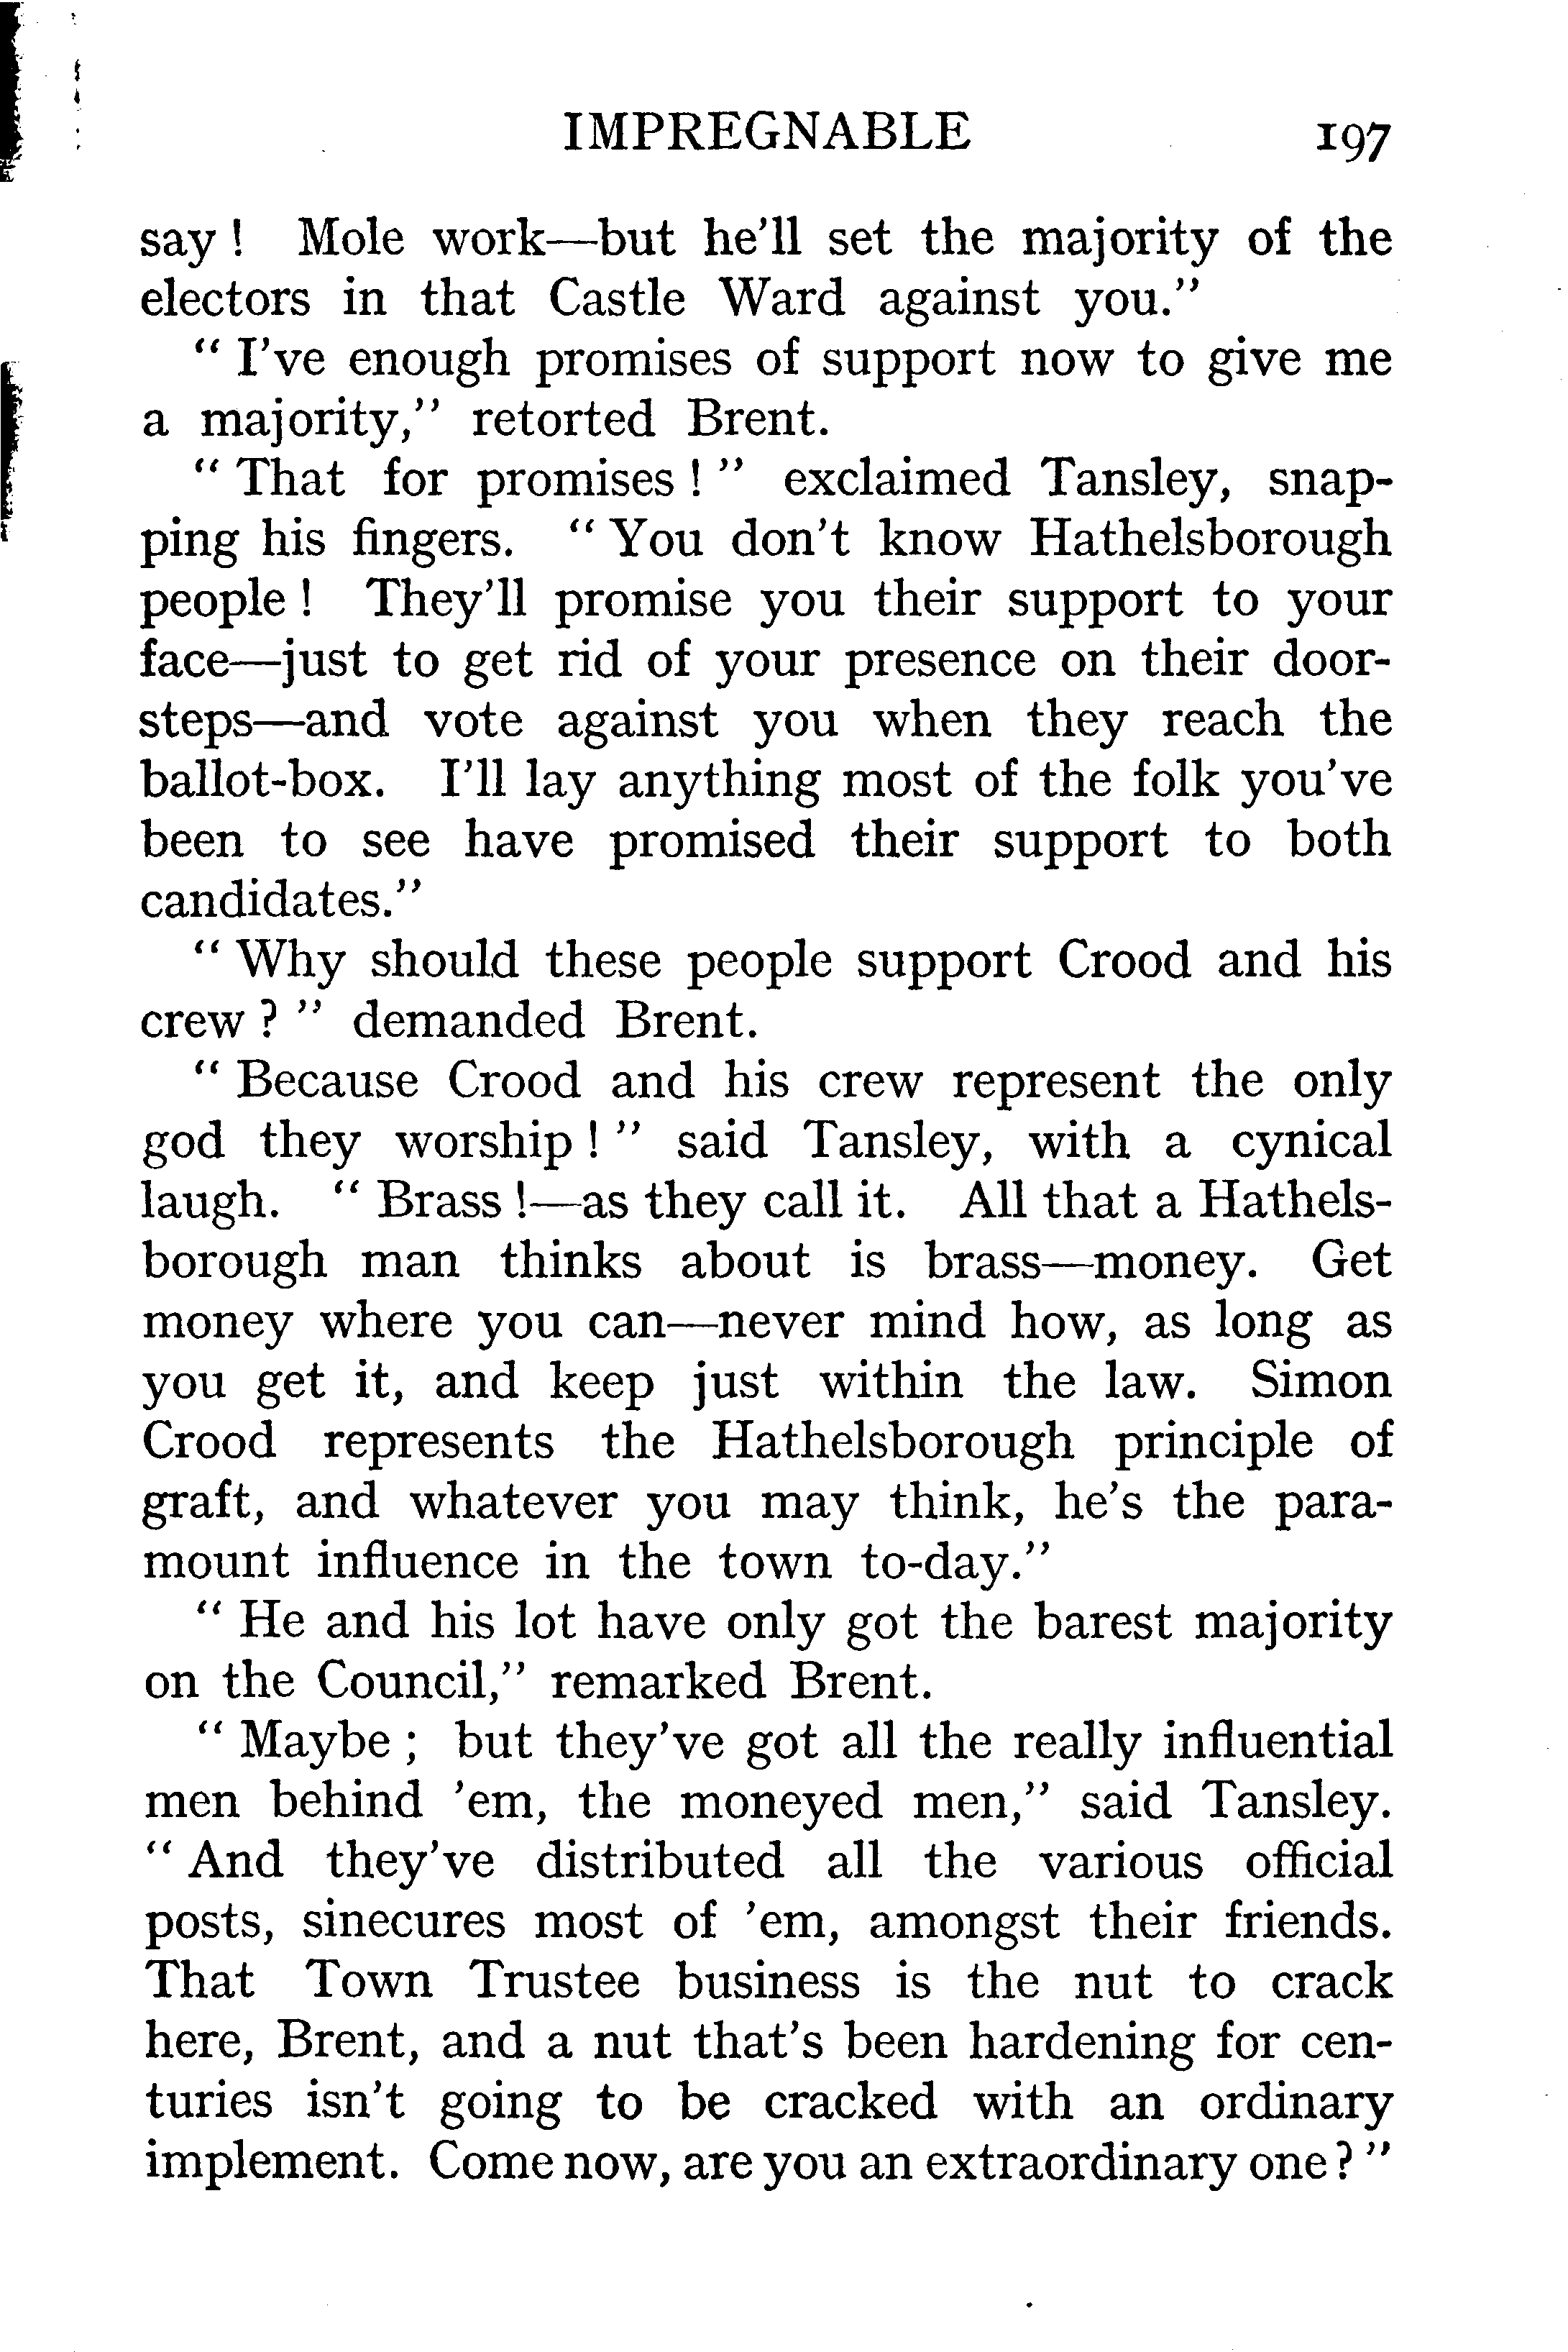 IMPREGNABLE 197
say ! Mole work—but he'll set the majority of the
electors in that Castle Ward against you."
" I've enough promises of support now to give me
a majority," retorted Brent.
" That for promises ! " exclaimed Tansley, snap-
ping his fingers. " You don't know Hathelsborough
people ! They'll promise you their support to your
face—just to get rid of your presence on their door-
steps—and vote against you when they reach the
ballot-box. I'll lay anything most of the folk you've
been to see have promised their support to both
candidates."
" Why should these people support Crood and his
crew ? " demanded Brent.
" Because Crood and his crew represent the only
god they worship ! " said Tansley, with a cynical
laugh. " Brass !—as they call it. All that a Hathels-
borough man thinks about is brass—money. Get
money where you can—never mind how, as long as
you get it, and keep just within the law. Simon
Crood represents the Hathelsborough principle of
graft, and whatever you may think, he's the para-
mount influence in the town to-day."
" He and his lot have only got the barest majority
on the Council," remarked Brent.
" Maybe ; but they've got all the really influential
men behind 'em, the moneyed men," said Tansley.
" And they've distributed all the various official
posts, sinecures most of 'em, amongst their friends.
That Town Trustee business is the nut to crack
here, Brent, and a nut that's been hardening for cen-
turies isn't going to be cracked with an ordinary
implement. Come now, are you an extraordinary one ? "